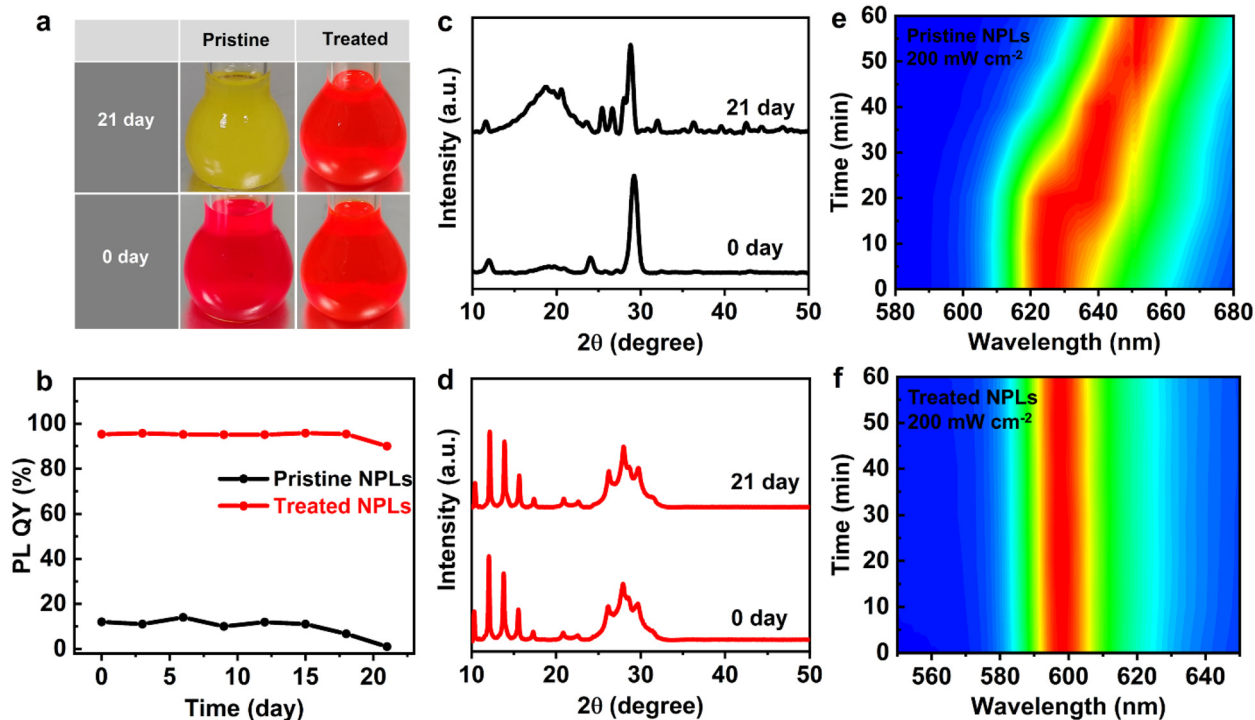 a
Pristine Treated
21 day
0 day
b
PL QY (%)
100
80
60
40
20
0
Pristine NPLs
Treated NPLs
0 5 10 15 20
Time (day)
c
Intensity (a.u.)
21 day
0 day
10 20 30 40 50
2θ (degree)
d
Intensity (a.u.)
21 day
0 day
10 20 30 40 50
2θ (degree)
e
Pristine NPLs
200 mW cm⁻²
Time (min)
60
50
40
30
20
10
0
580 600 620 640 660 680
Wavelength (nm)
f
Treated NPLs
200 mW cm⁻²
Time (min)
60
50
40
30
20
10
0
560 580 600 620 640
Wavelength (nm)